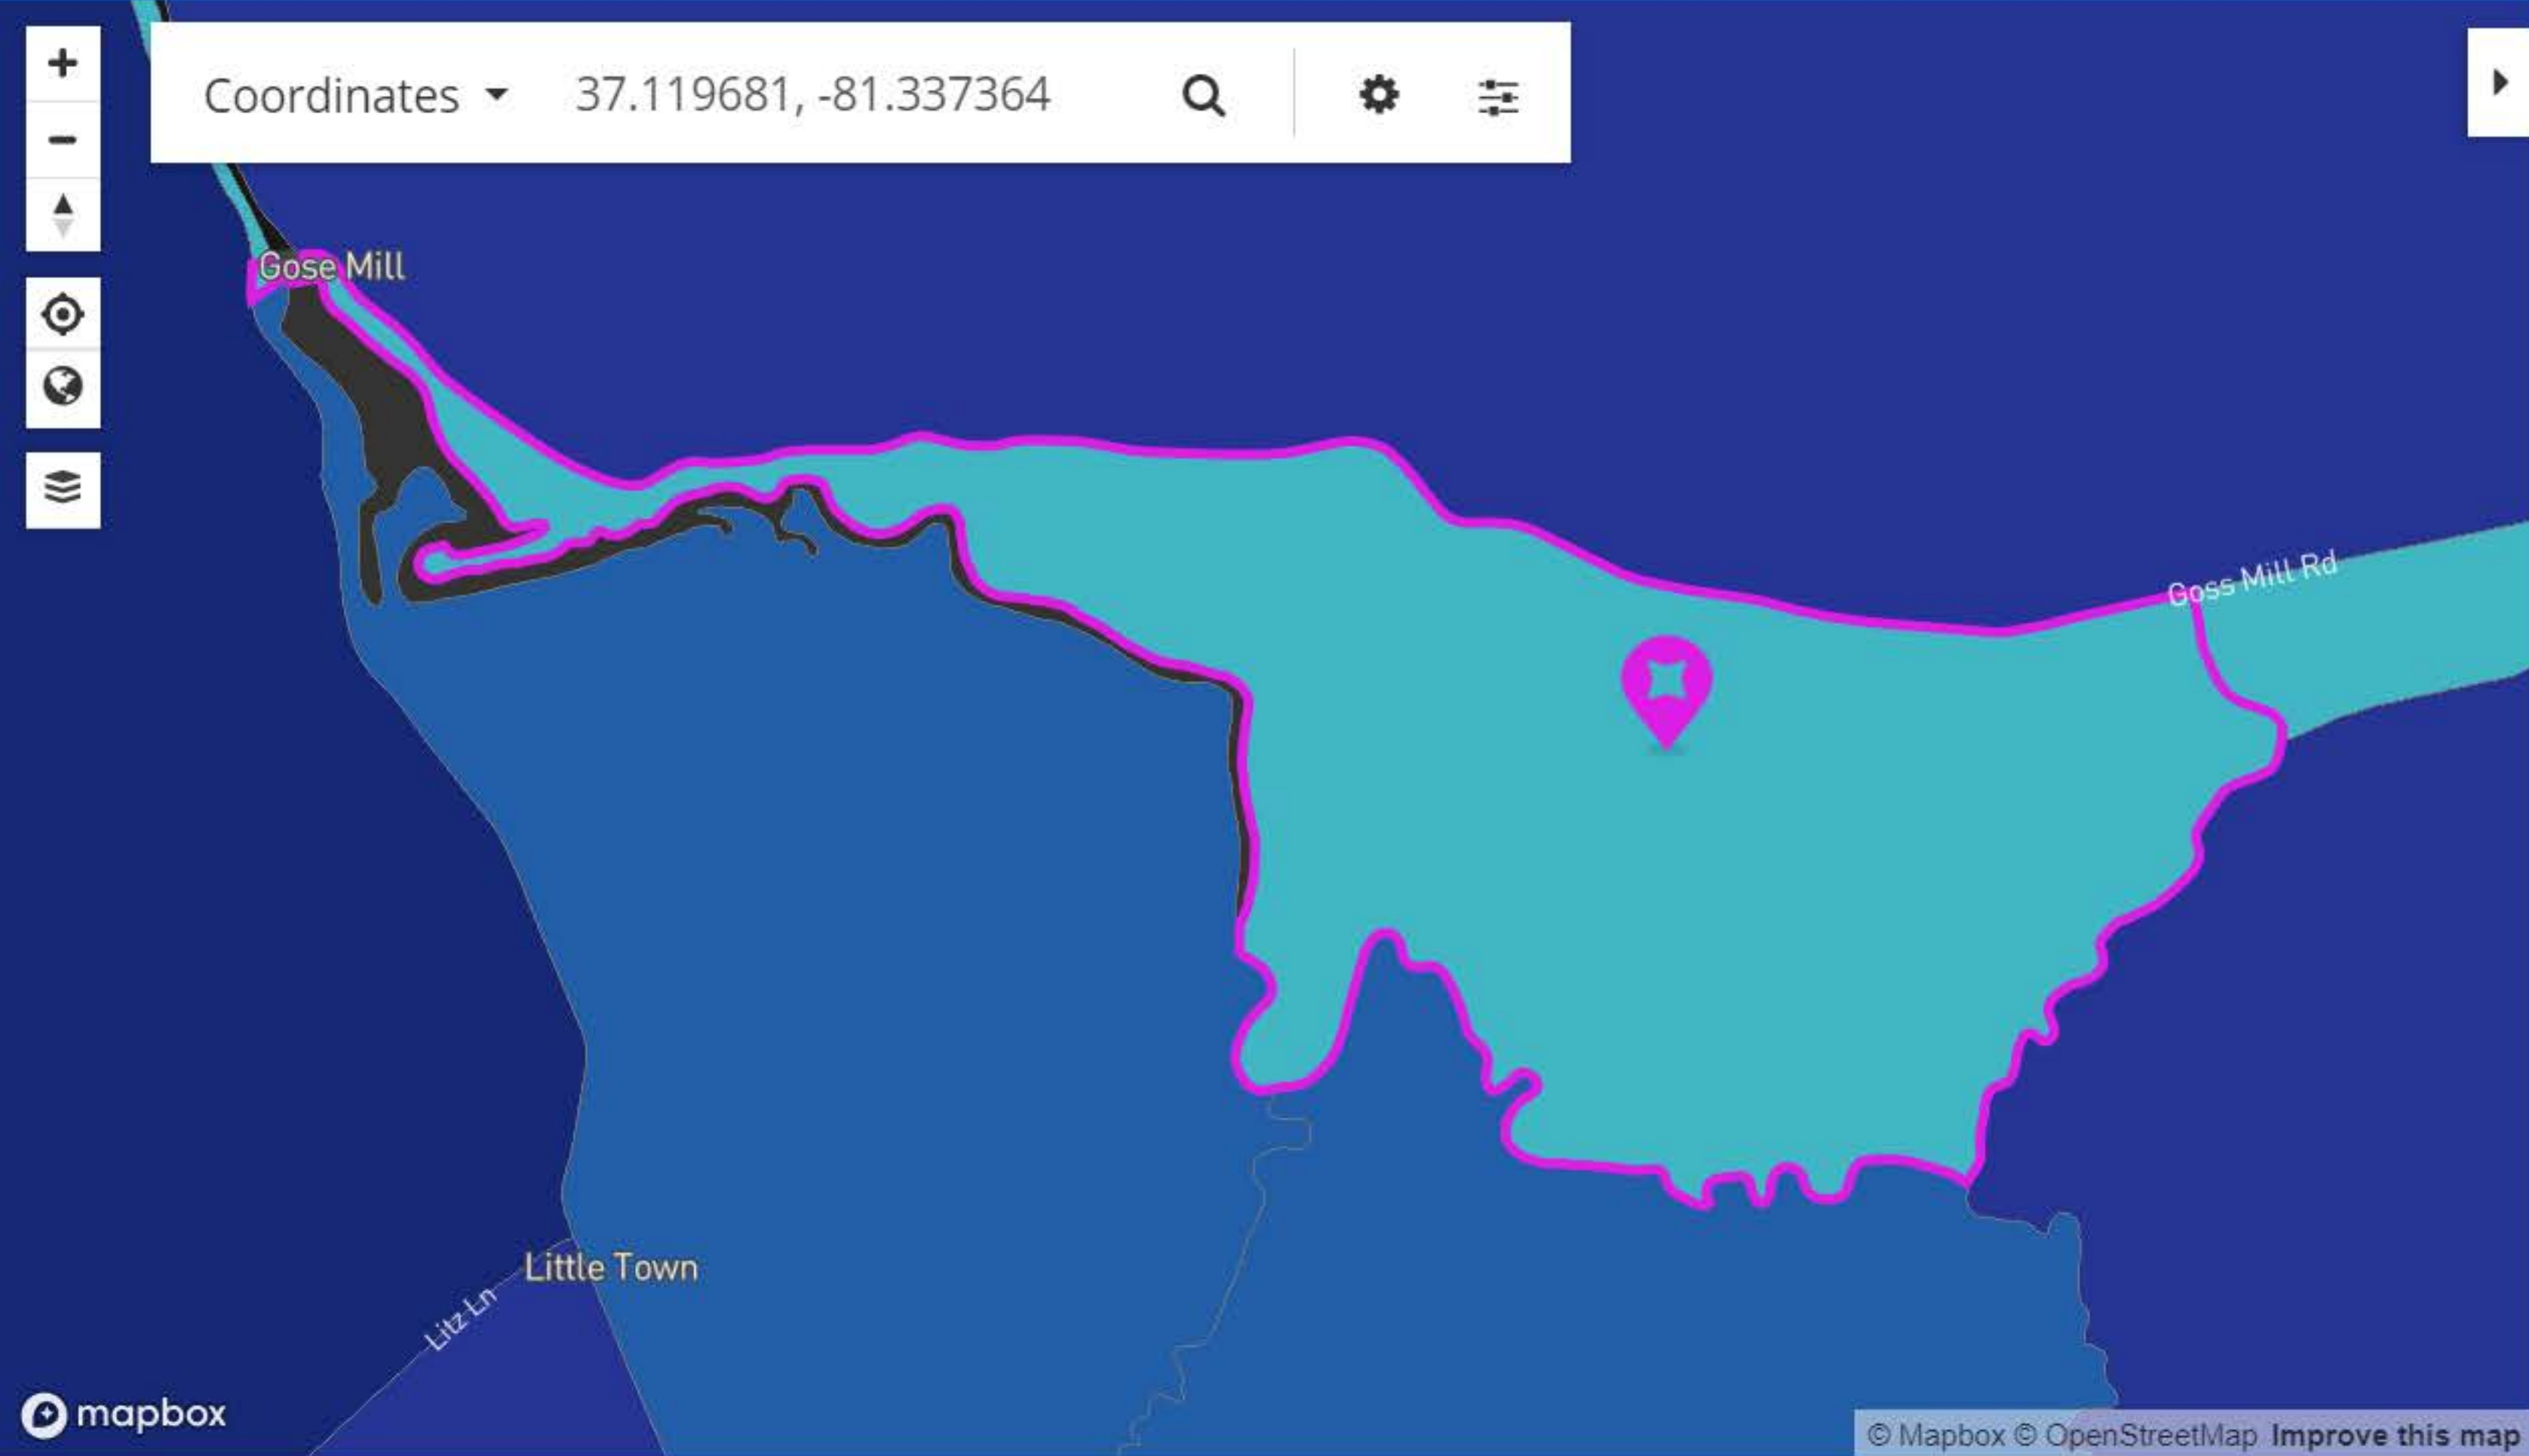 Coordinates 37.119681, -81.337364
Gose Mill
Goss Mill Rd
Little Town
Litz Ln
mapbox
© Mapbox © OpenStreetMap Improve this map